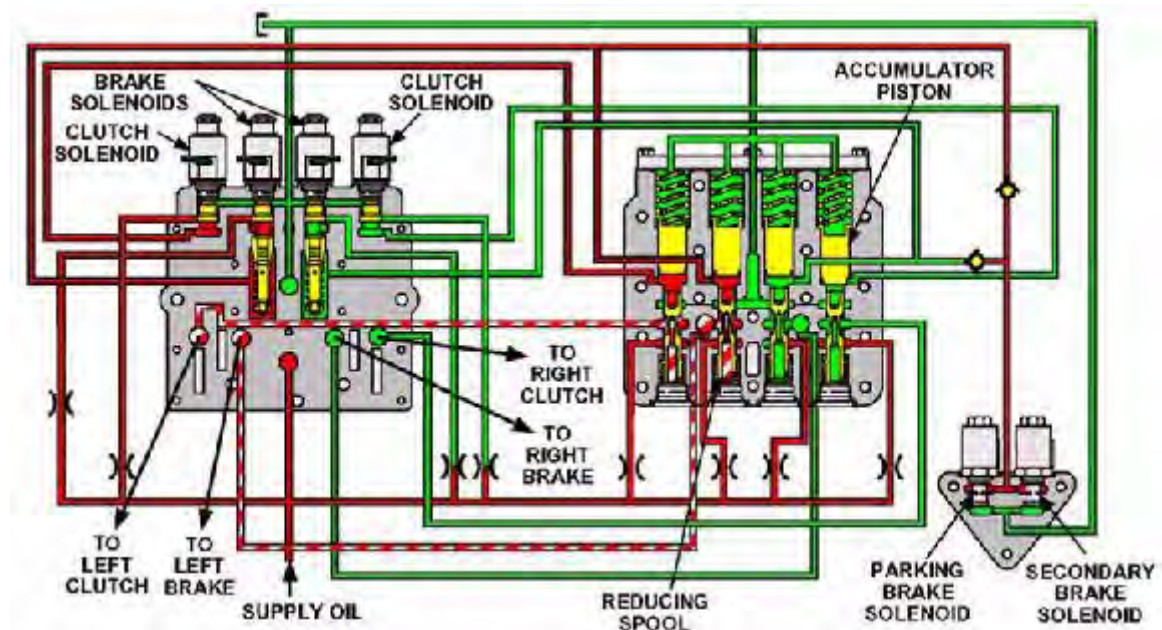 BRAKE
SOLENOIDS
CLUTCH
SOLENOID
CLUTCH
SOLENOID
ACCUMULATOR
PISTON
TO
RIGHT
CLUTCH
TO
RIGHT
BRAKE
TO
LEFT
CLUTCH
TO
LEFT
BRAKE
SUPPLY OIL
REDUCING
SPOOL
PARKING
BRAKE
SOLENOID
SECONDARY
BRAKE
SOLENOID